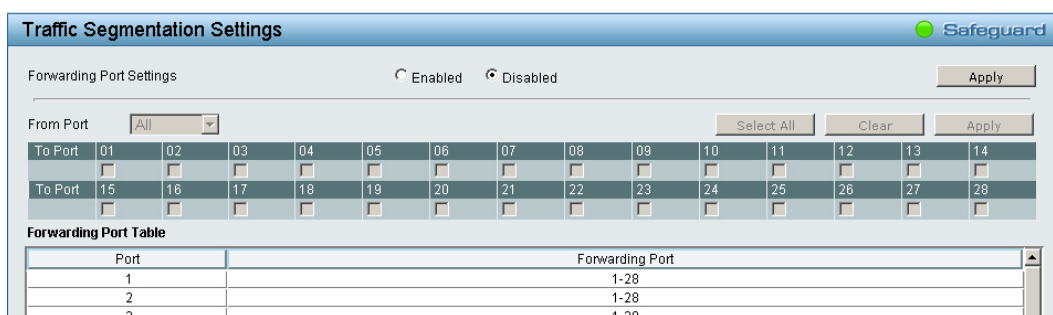 Traffic Segmentation Settings Safeguard
Forwarding Port Settings Enabled Disabled Apply
From Port All Select All Clear Apply
To Port 01 02 03 04 05 06 07 08 09 10 11 12 13 14
To Port 15 16 17 18 19 20 21 22 23 24 25 26 27 28
Forwarding Port Table
Port Forwarding Port
1 1-28
2 1-28